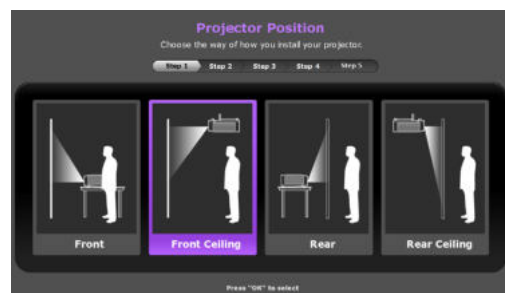 Projector Position
Choose the way of how you install your projector.
Step 1 Step 2 Step 3 Step 4 Step 5
Front Front Ceiling Rear Rear Ceiling
Press "OK" to select